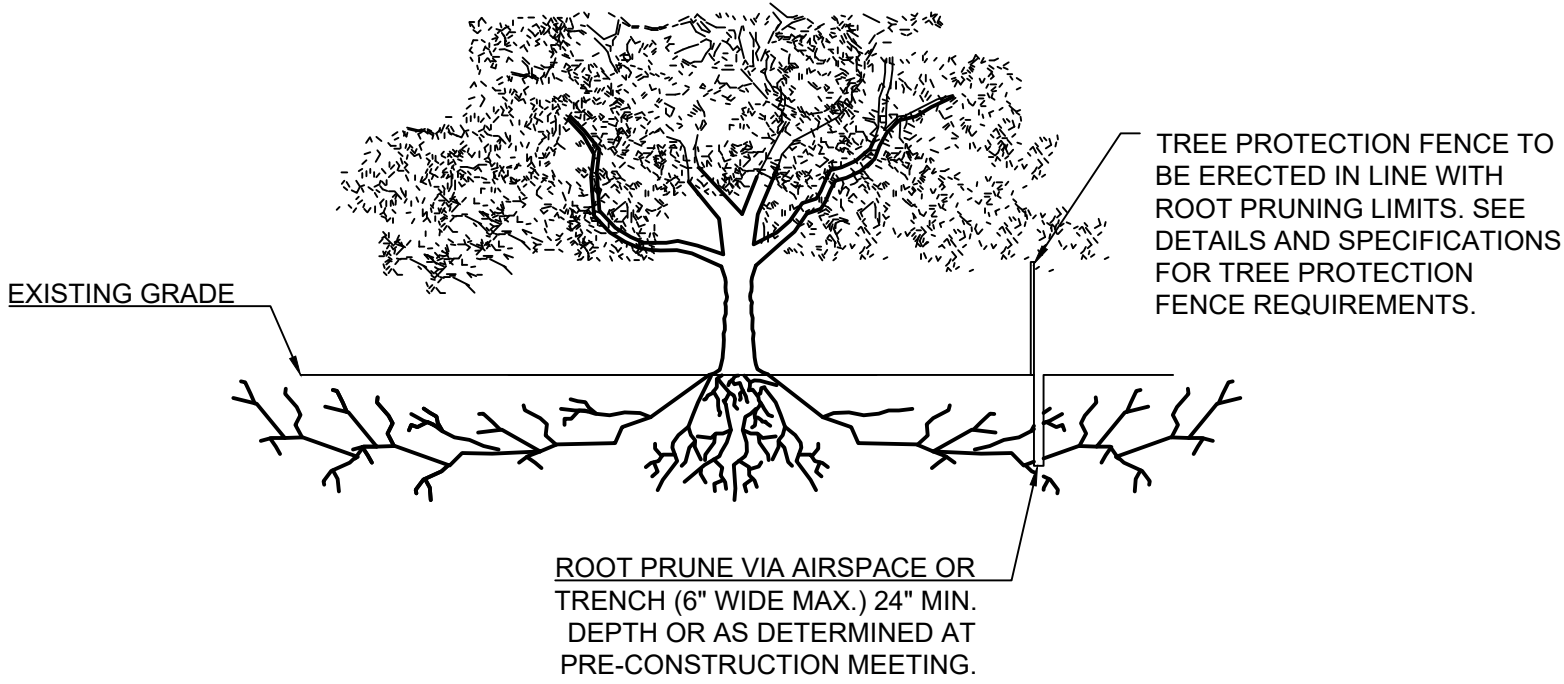 TREE PROTECTION FENCE TO
BE ERECTED IN LINE WITH
ROOT PRUNING LIMITS. SEE
DETAILS AND SPECIFICATIONS
FOR TREE PROTECTION
FENCE REQUIREMENTS.
EXISTING GRADE
ROOT PRUNE VIA AIRSPACE OR
TRENCH (6" WIDE MAX.) 24" MIN.
DEPTH OR AS DETERMINED AT
PRE-CONSTRUCTION MEETING.